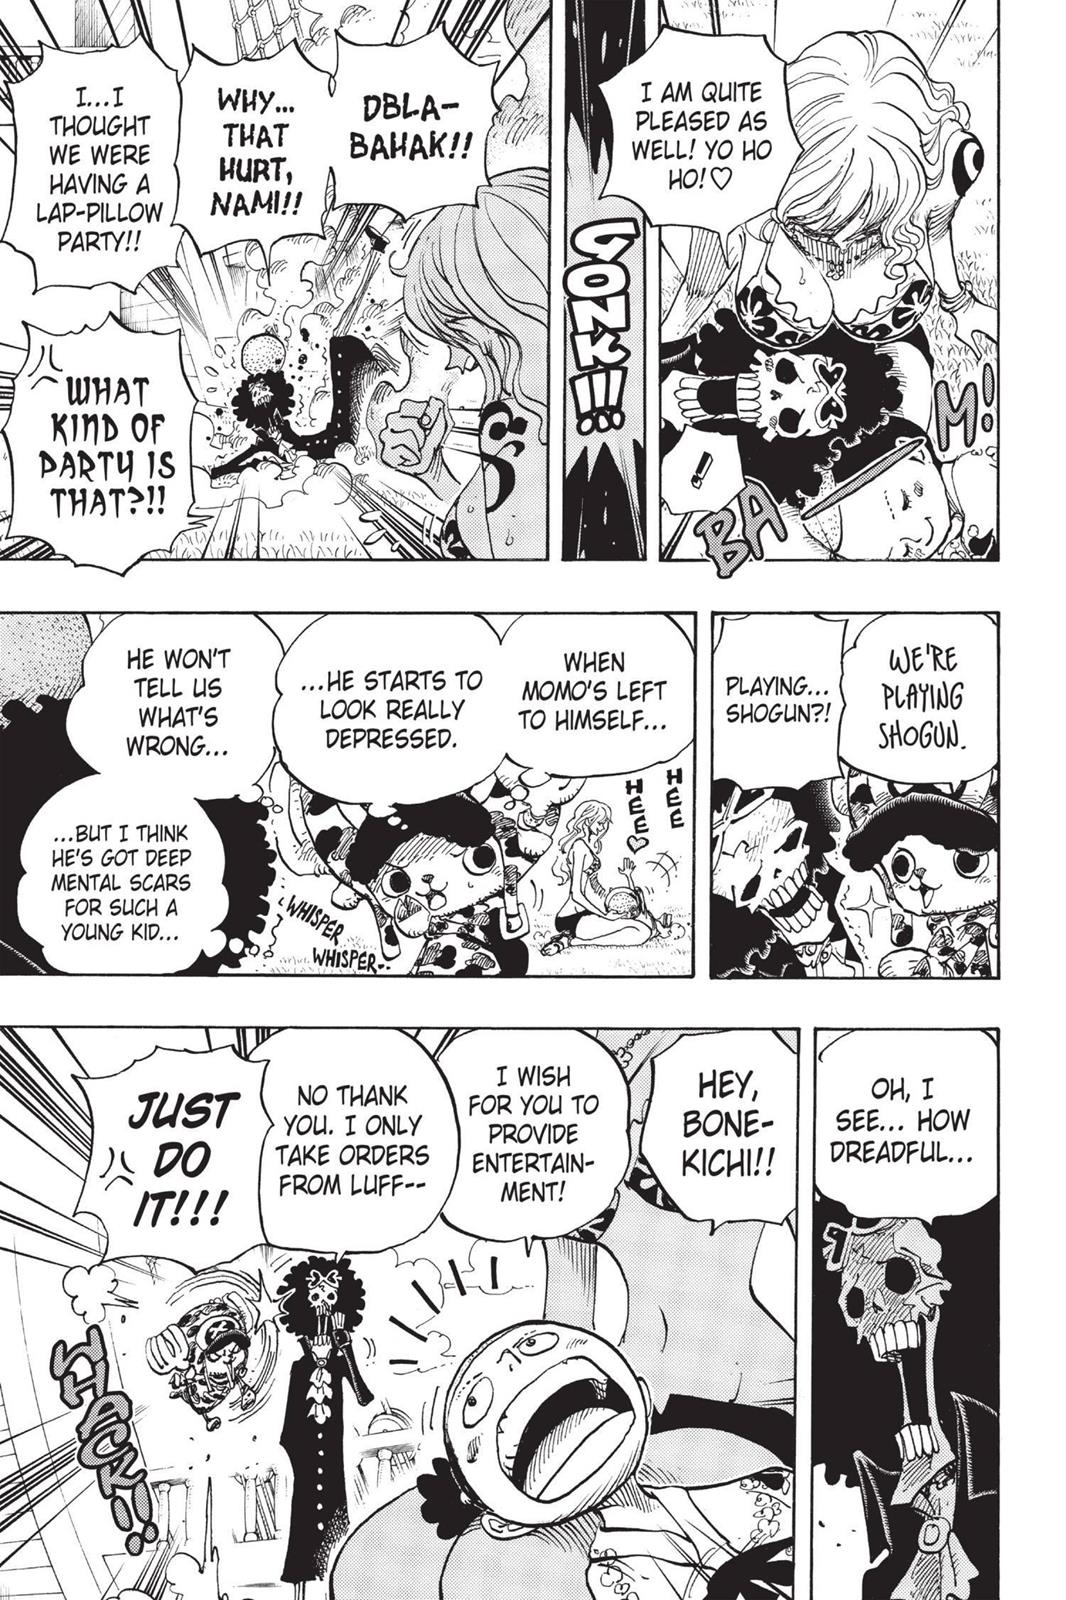 I AM QUITE
PLEASED AS
WELL! YO HO
HO!♡
!!
BA
M!
GONK!!!
DBLA-
BAHAK!!
WHY...
THAT
HURT,
NAMI!!
I...I
THOUGHT
WE WERE
HAVING A
LAP-PILLOW
PARTY!!
WHAT
KIND OF
PARTY IS
THAT?!!
WE'RE
PLAYING
SHOGUN.
PLAYING...
SHOGUN?!
HEE
HEE♡
WHEN
MOMO'S LEFT
TO HIMSELF...
...HE STARTS TO
LOOK REALLY
DEPRESSED.
WHISPER
WHISPER--
HE WON'T
TELL US
WHAT'S
WRONG...
...BUT I THINK
HE'S GOT DEEP
MENTAL SCARS
FOR SUCH A
YOUNG KID...
OH, I
SEE... HOW
DREADFUL...
HEY,
BONE-
KICHI!!
I WISH
FOR YOU TO
PROVIDE
ENTERTAIN-
MENT!
NO THANK
YOU. I ONLY
TAKE ORDERS
FROM LUFF--
JUST
DO
IT!!!
SMACK!!